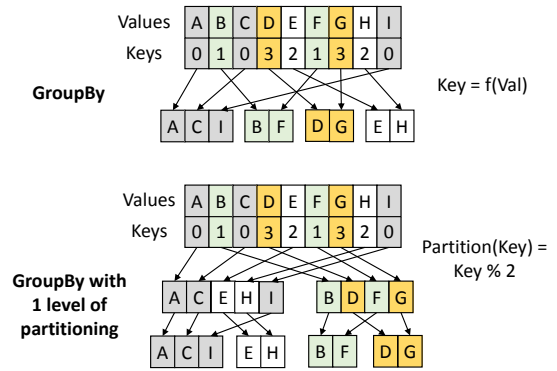 Values A B C D E F G H I
Keys 0 1 0 3 2 1 3 2 0
GroupBy
Key = f(Val)
A C I B F D G E H
Values A B C D E F G H I
Keys 0 1 0 3 2 1 3 2 0
Partition(Key) =
Key % 2
GroupBy with
1 level of
partitioning
A C E H I B D F G
A C I E H B F D G